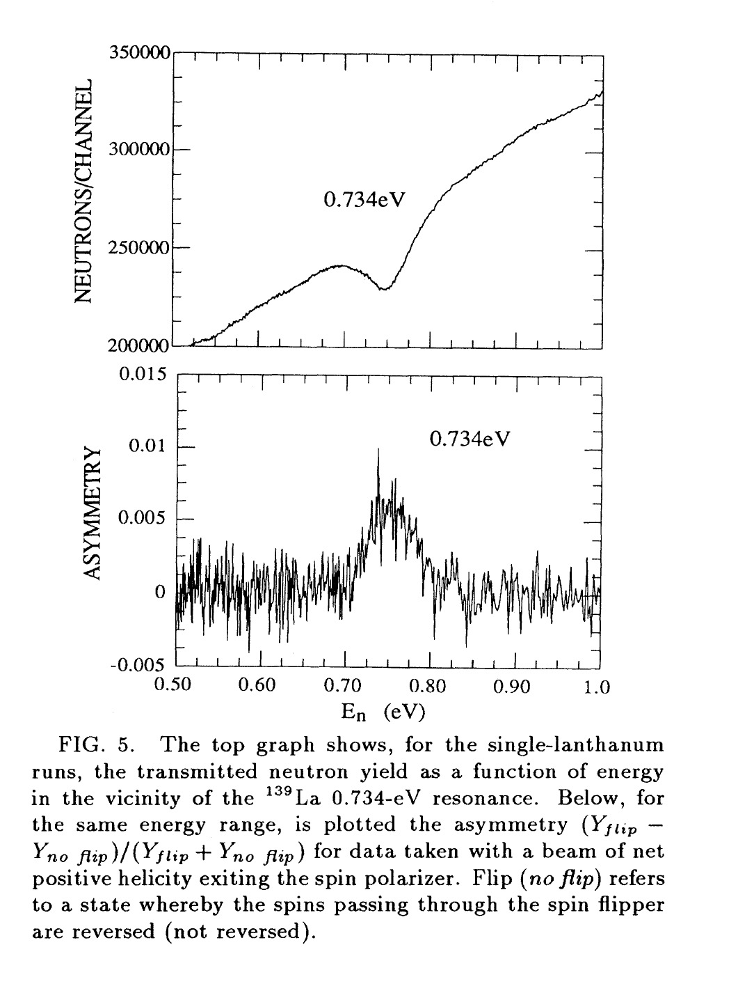 350000
300000
250000
200000
NEUTRONS/CHANNEL
0.734eV
0.015
0.01
0.005
0
-0.005
ASYMMETRY
0.734eV
0.50 0.60 0.70 0.80 0.90 1.0
En (eV)
FIG. 5. The top graph shows, for the single-lanthanum
runs, the transmitted neutron yield as a function of energy
in the vicinity of the ¹³⁹La 0.734-eV resonance. Below, for
the same energy range, is plotted the asymmetry (Yflip −
Yno flip)/(Yflip + Yno flip) for data taken with a beam of net
positive helicity exiting the spin polarizer. Flip (no flip) refers
to a state whereby the spins passing through the spin flipper
are reversed (not reversed).